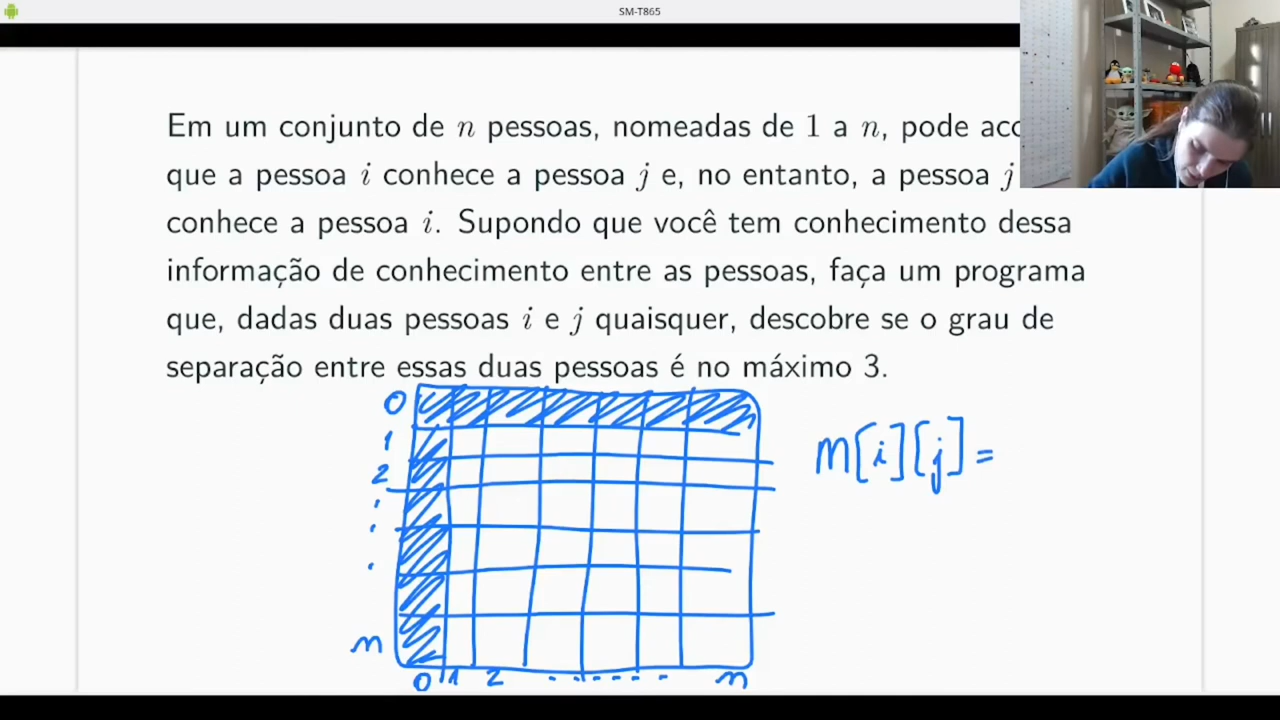 SM-T865
Em um conjunto de n pessoas, nomeadas de 1 a n, pode
que a pessoa i conhece a pessoa j e, no entanto, a pessoa j
conhece a pessoa i. Supondo que você tem conhecimento dessa
informação de conhecimento entre as pessoas, faça um programa
que, dadas duas pessoas i e j quaisquer, descobre se o grau de
separação entre essas duas pessoas é no máximo 3.
0
1
M[i][j] =
2
n
0 1 2 ....... n